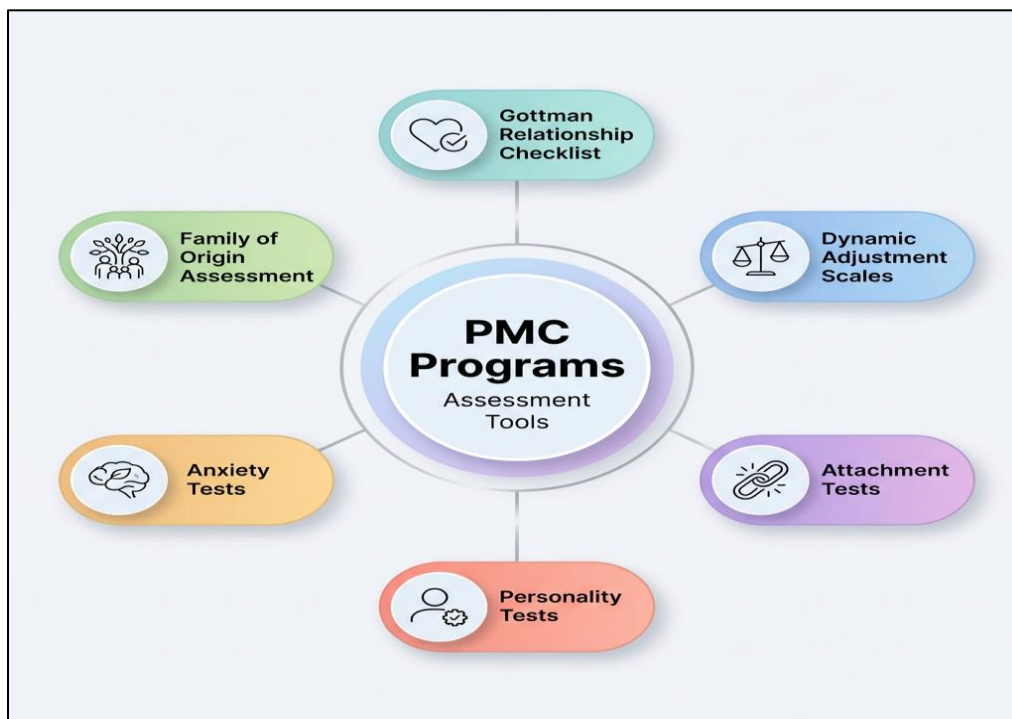 Gottman
Relationship
Checklist
Family of
Origin
Assessment
Dynamic
Adjustment
Scales
PMC
Programs
Assessment
Tools
Anxiety
Tests
Attachment
Tests
Personality
Tests